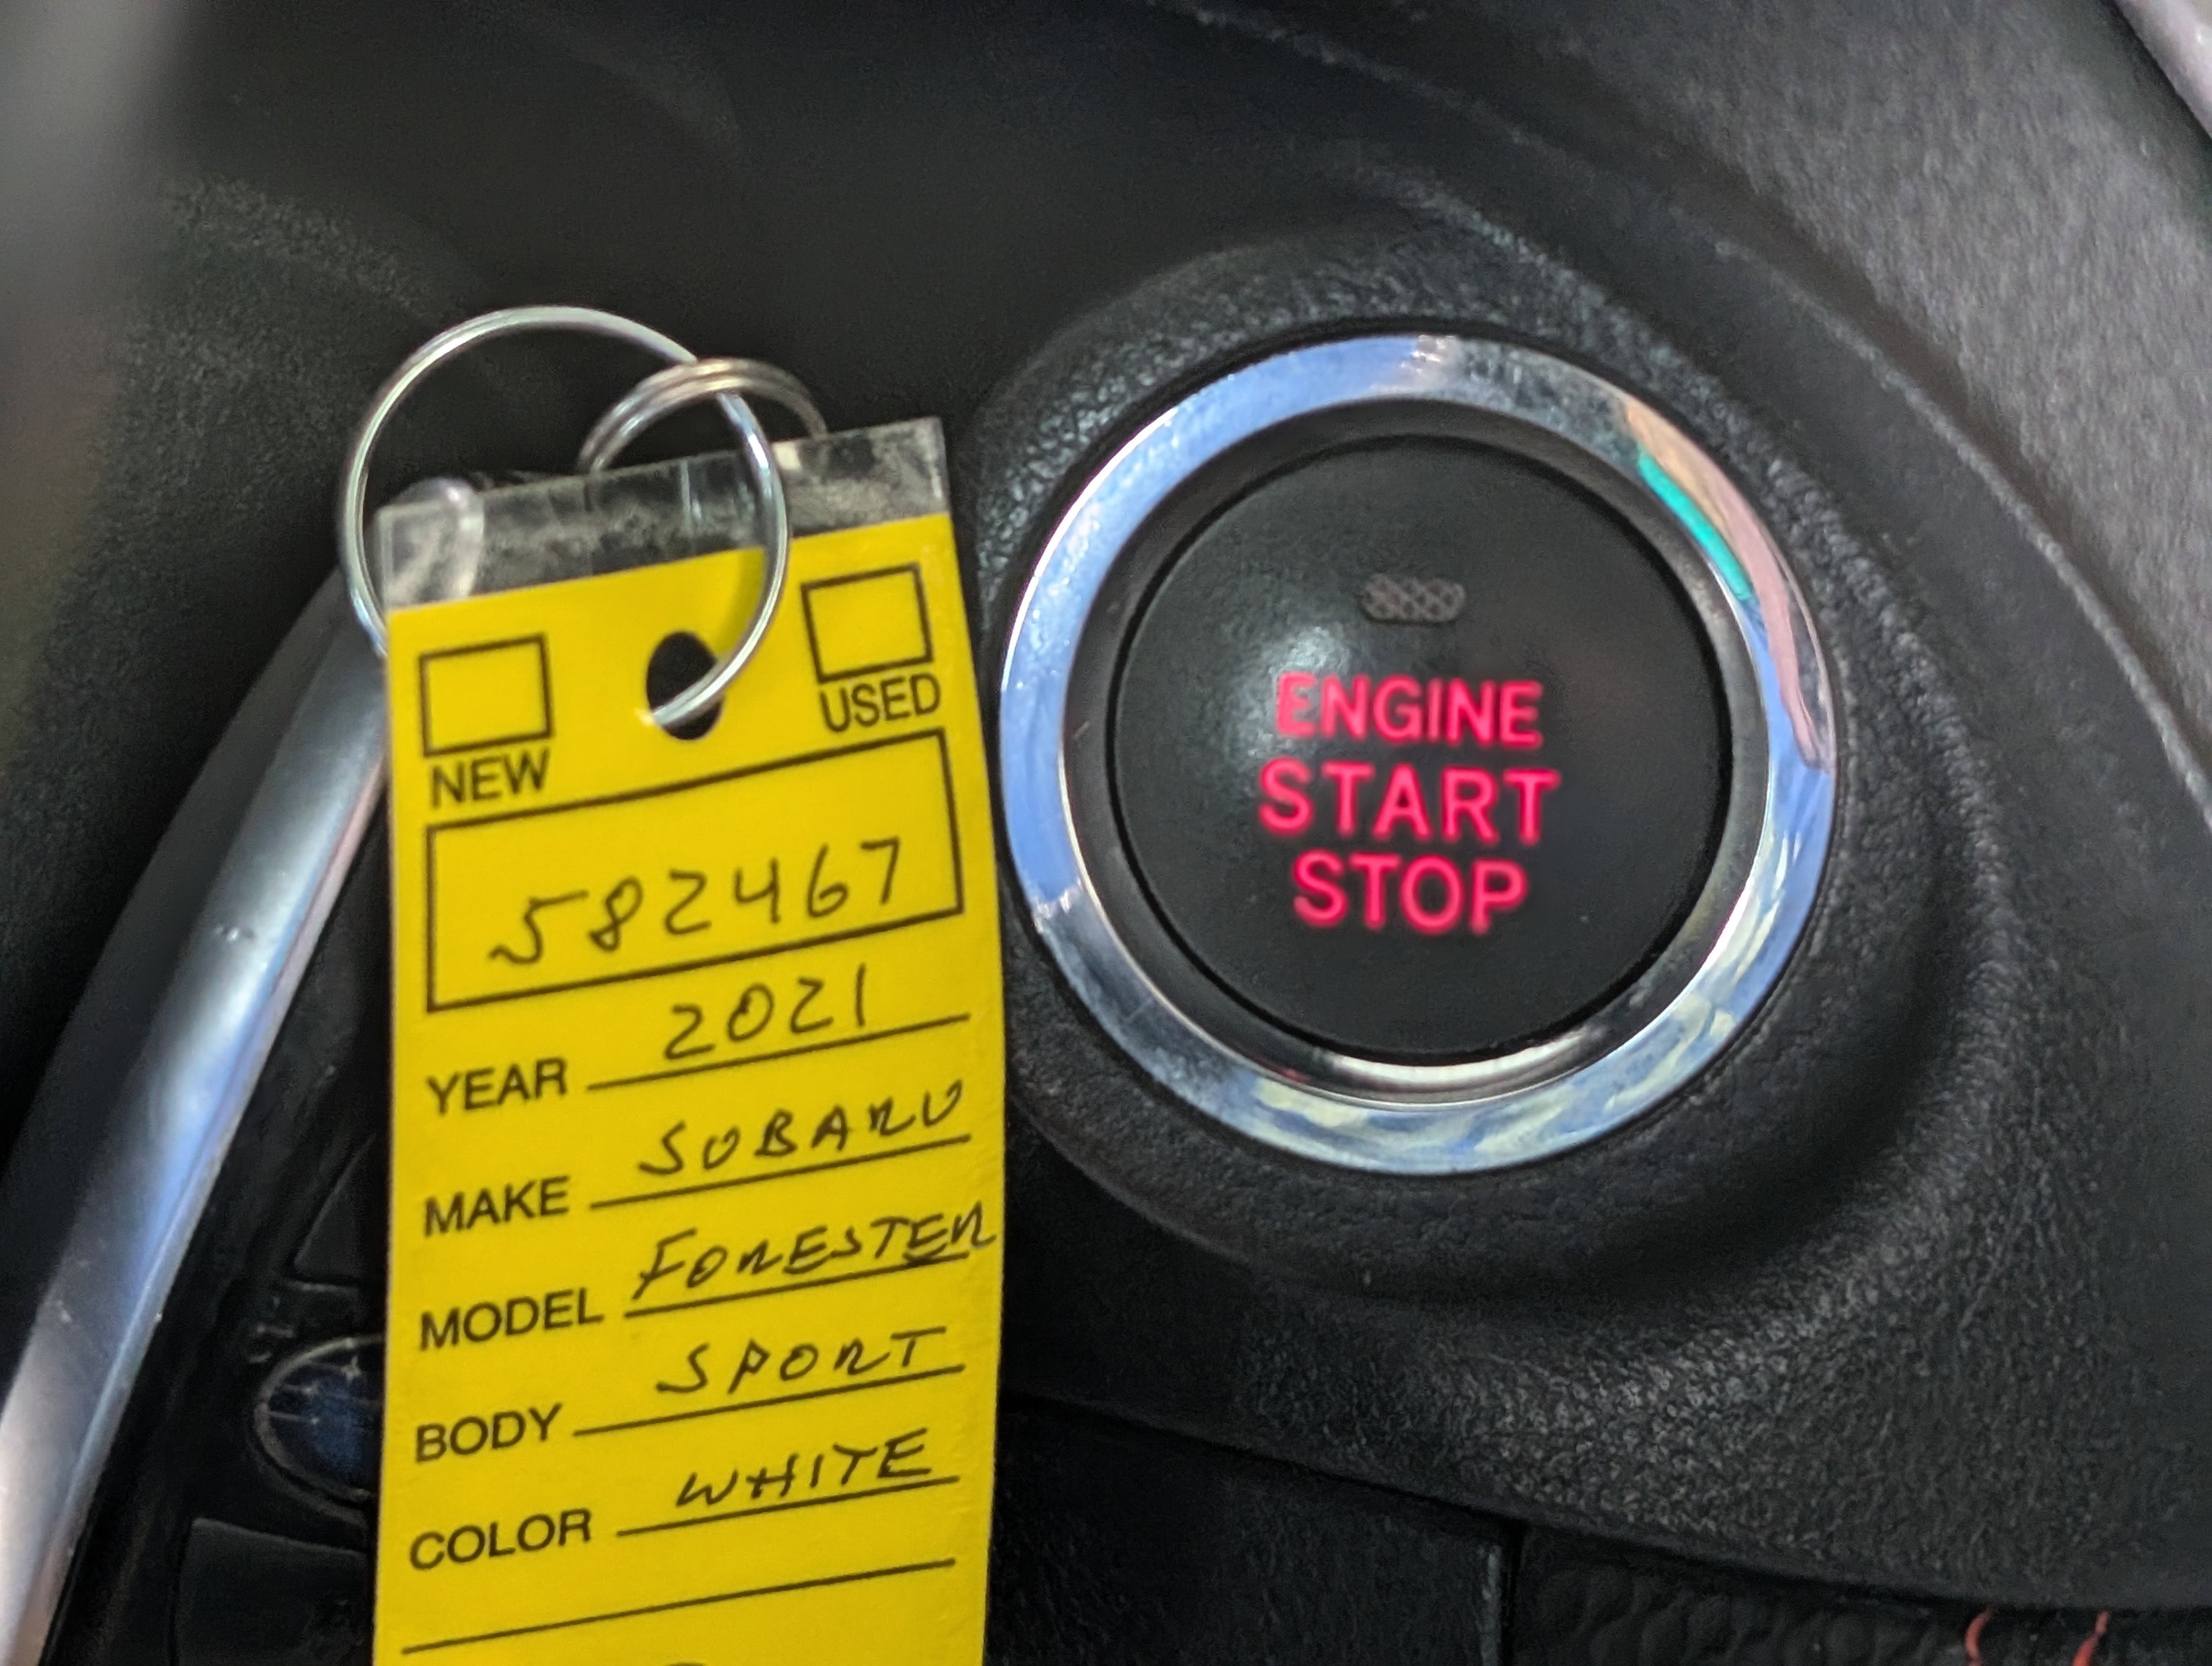 NEW USED
582467
YEAR 2021
MAKE SUBARU
MODEL FORESTER
BODY SPORT
COLOR WHITE
ENGINE
START
STOP